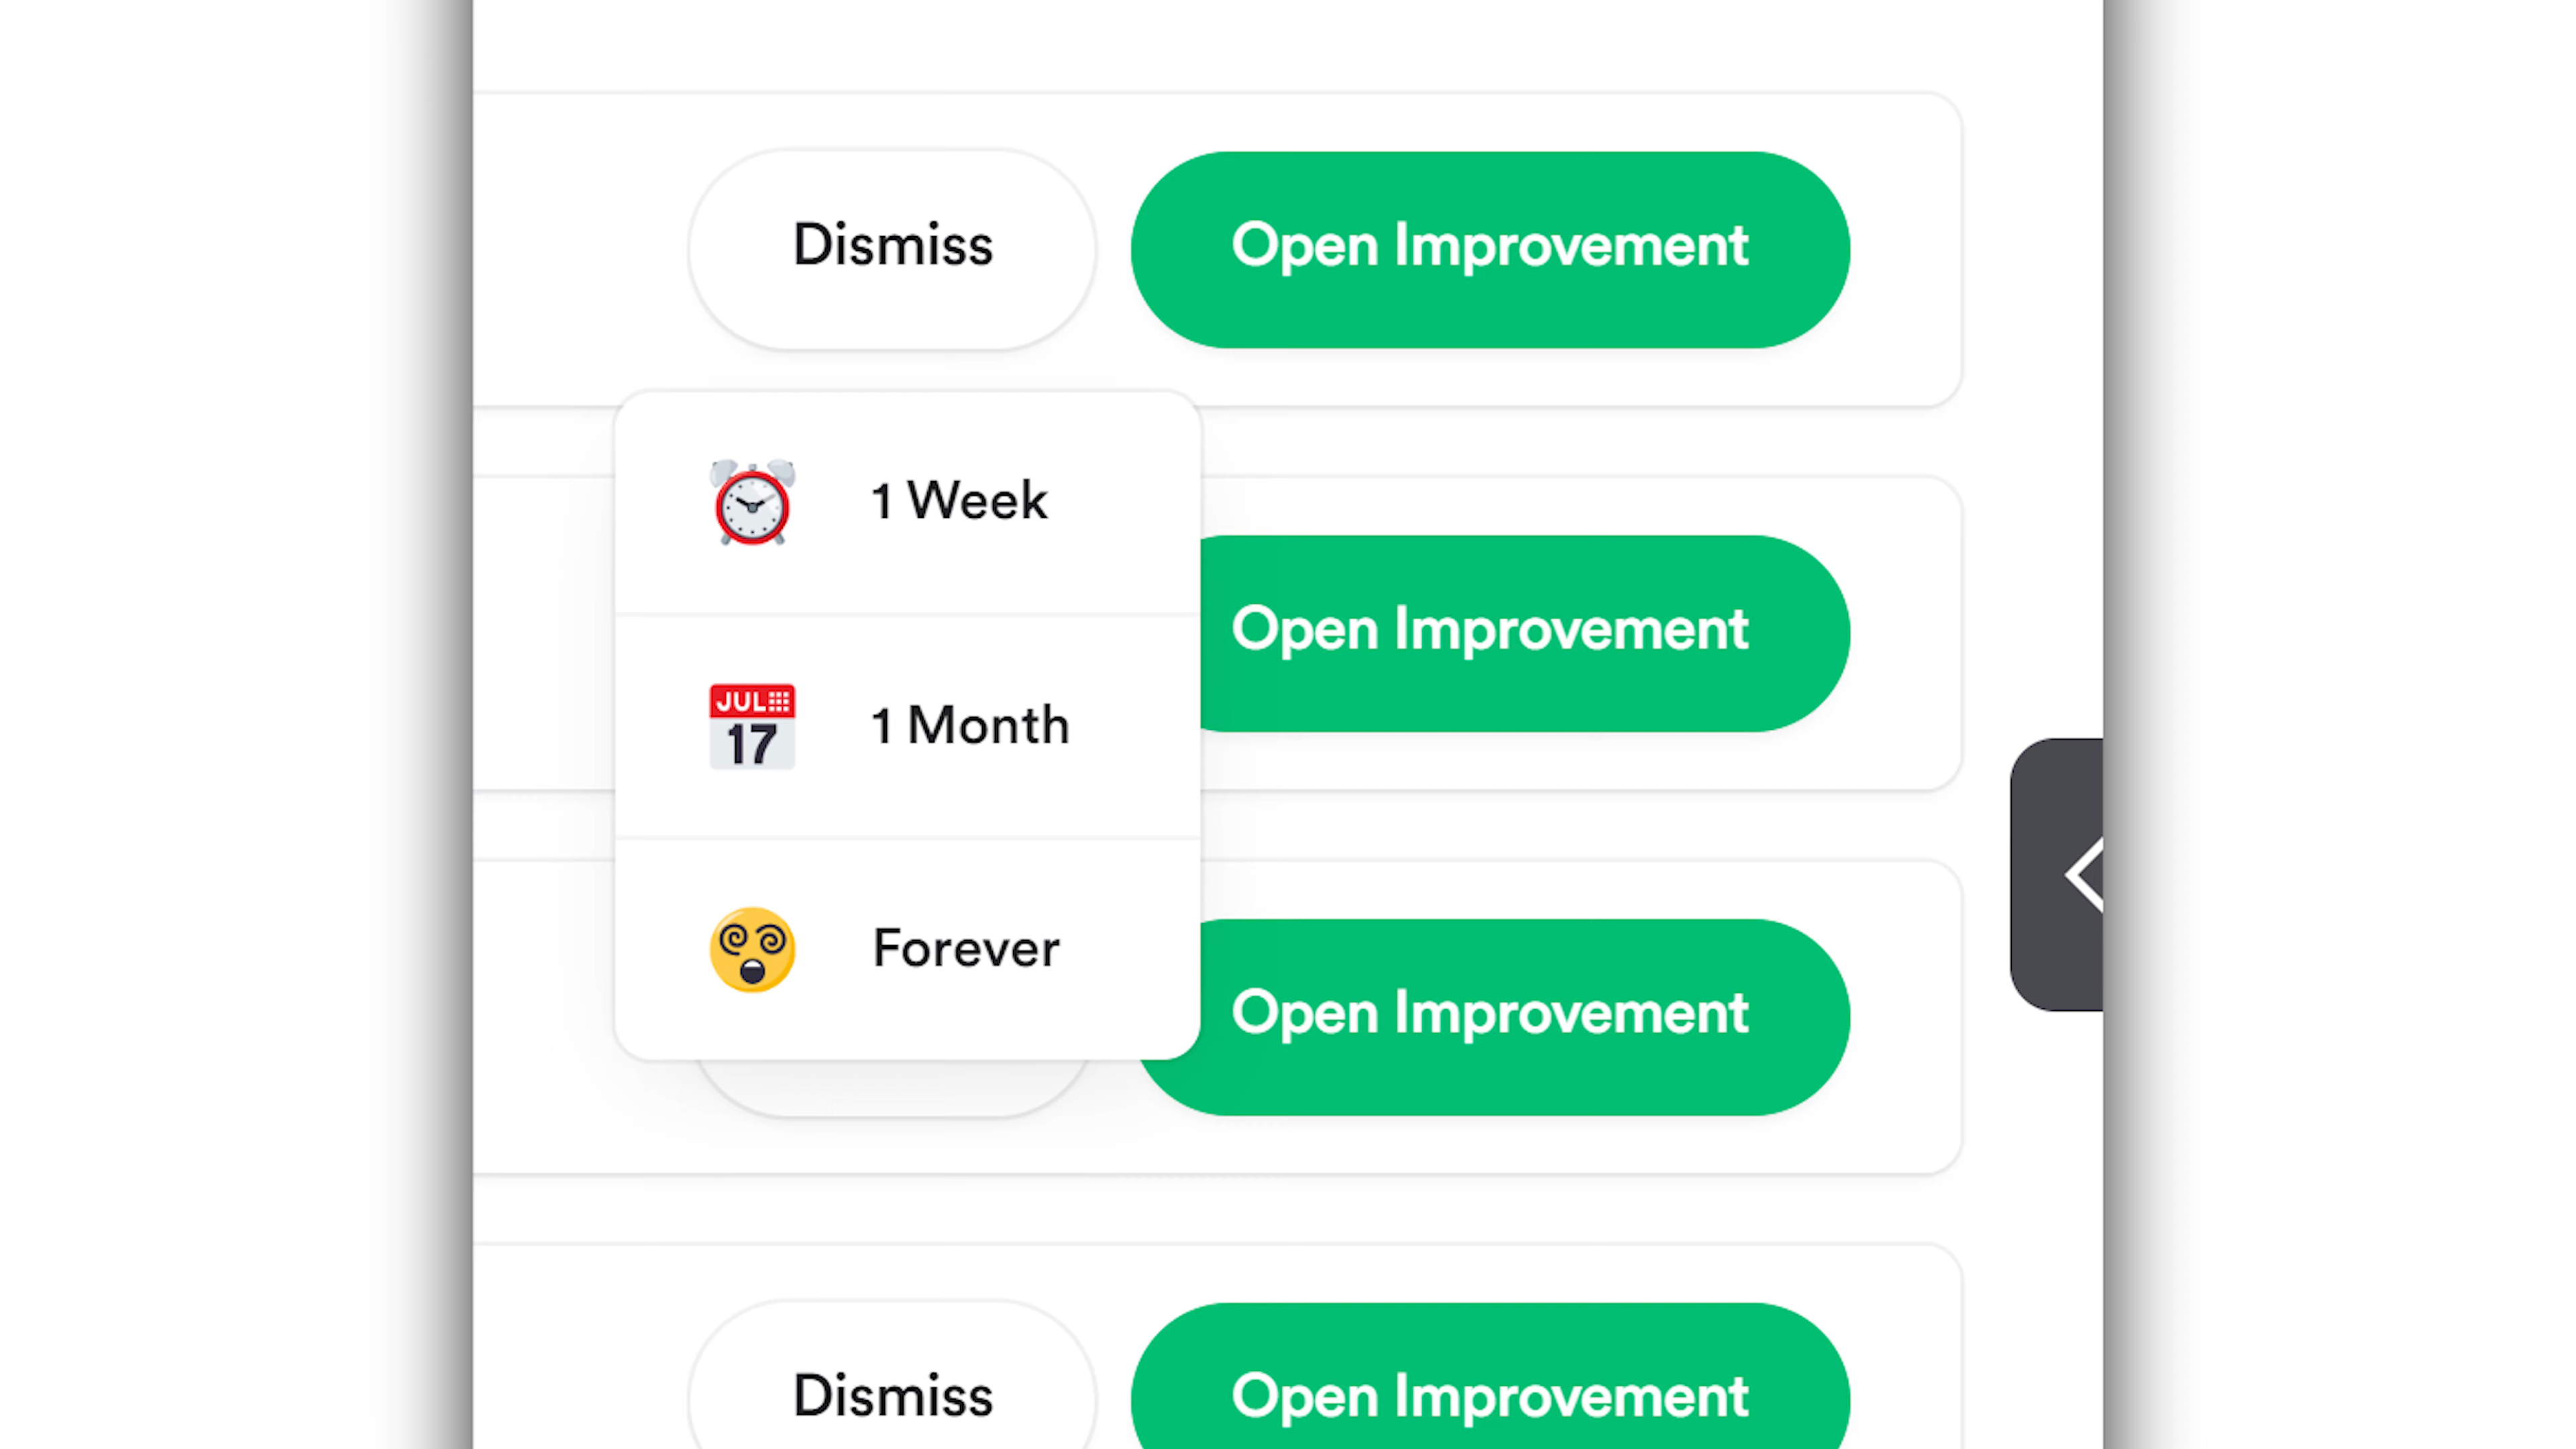 Dismiss
Open Improvement
1 Week
Open Improvement
JUL
17
1 Month
Forever
Open Improvement
Dismiss
Open Improvement